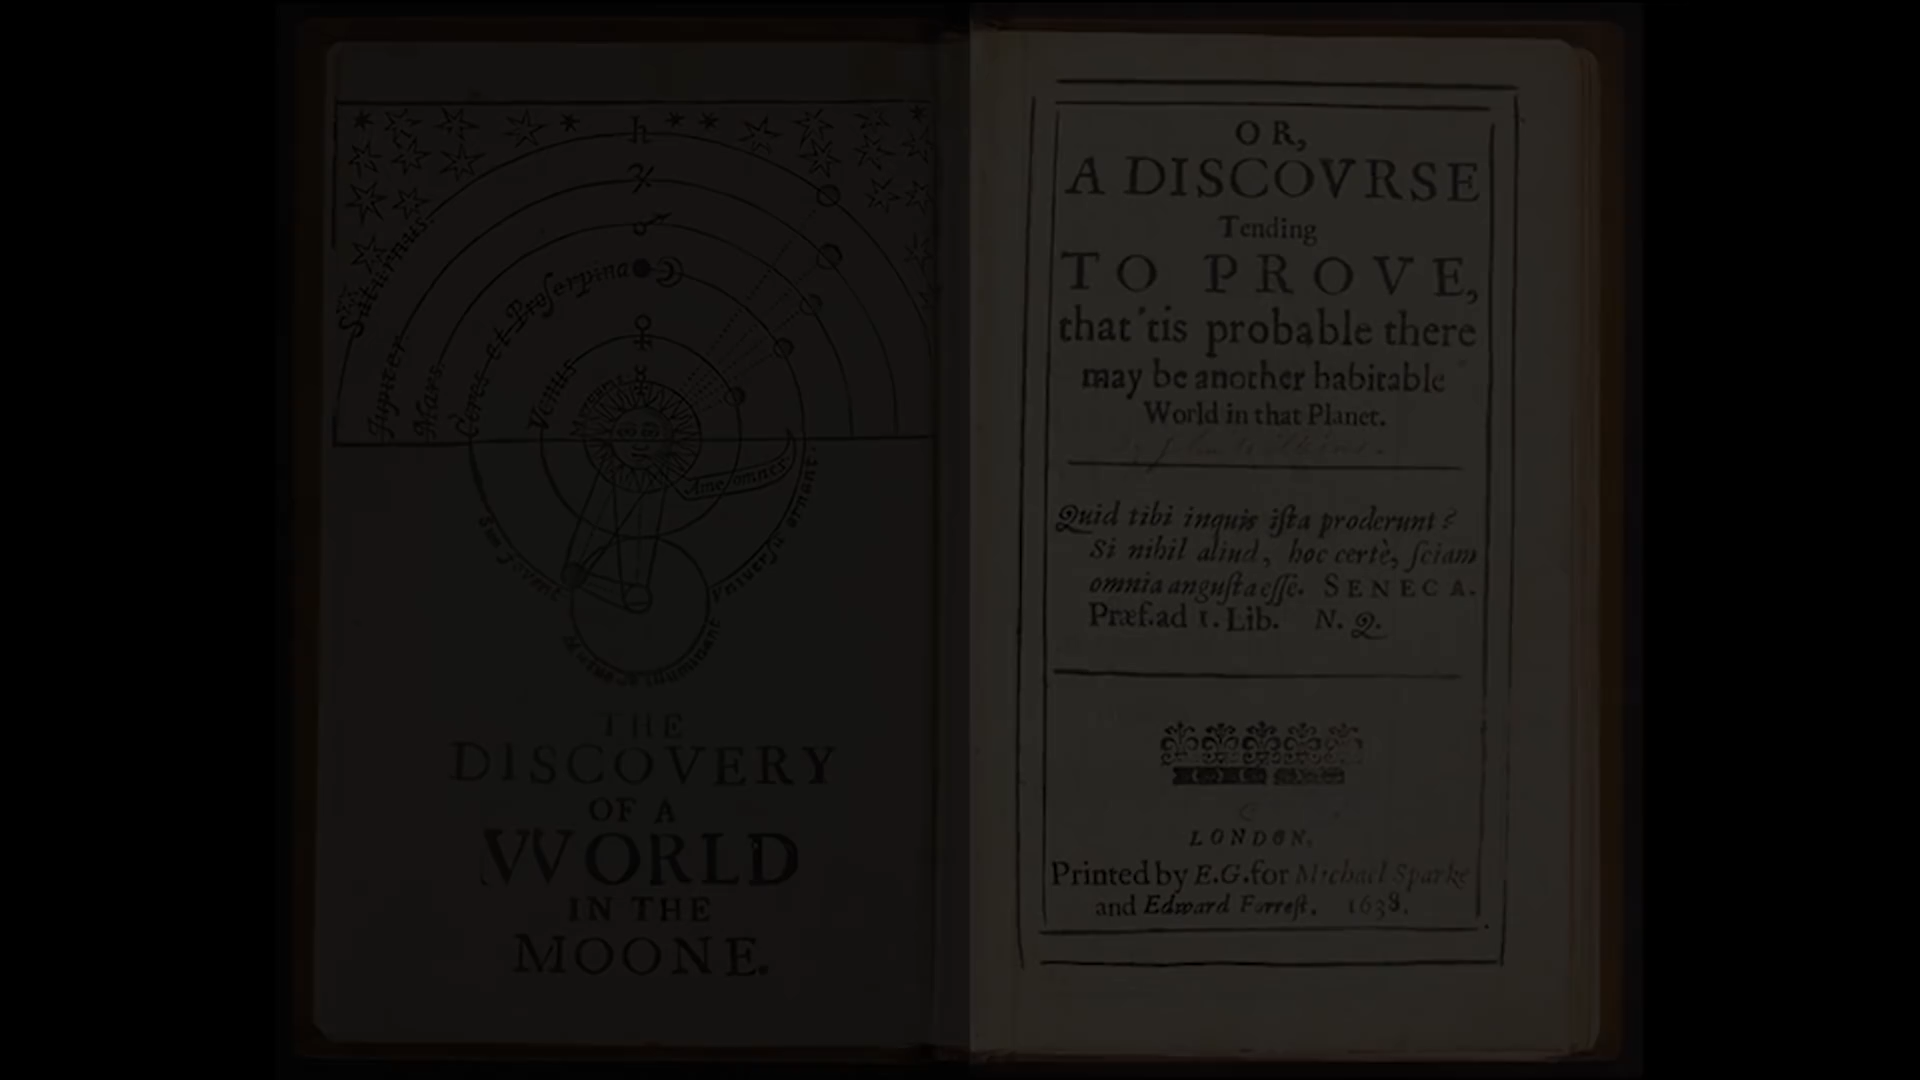 Saturnus.
Jupiter
Mars.
Ceres et Proserpina
Venus
Ame omnes.
THE
DISCOVERY
OF A
WORLD
IN THE
MOONE.
OR,
A DISCOVRSE
Tending
TO PROVE,
that 'tis probable there
may be another habitable
World in that Planet.
Quid tibi inquis iſta proderunt?
Si nihil aliud, hoc certè, ſciam
omnia anguſta eſſe. SENECA.
Præf. ad 1. Lib. N. Q.
LONDON,
Printed by E.G. for Michael Sparke
and Edward Forreſt. 1638.